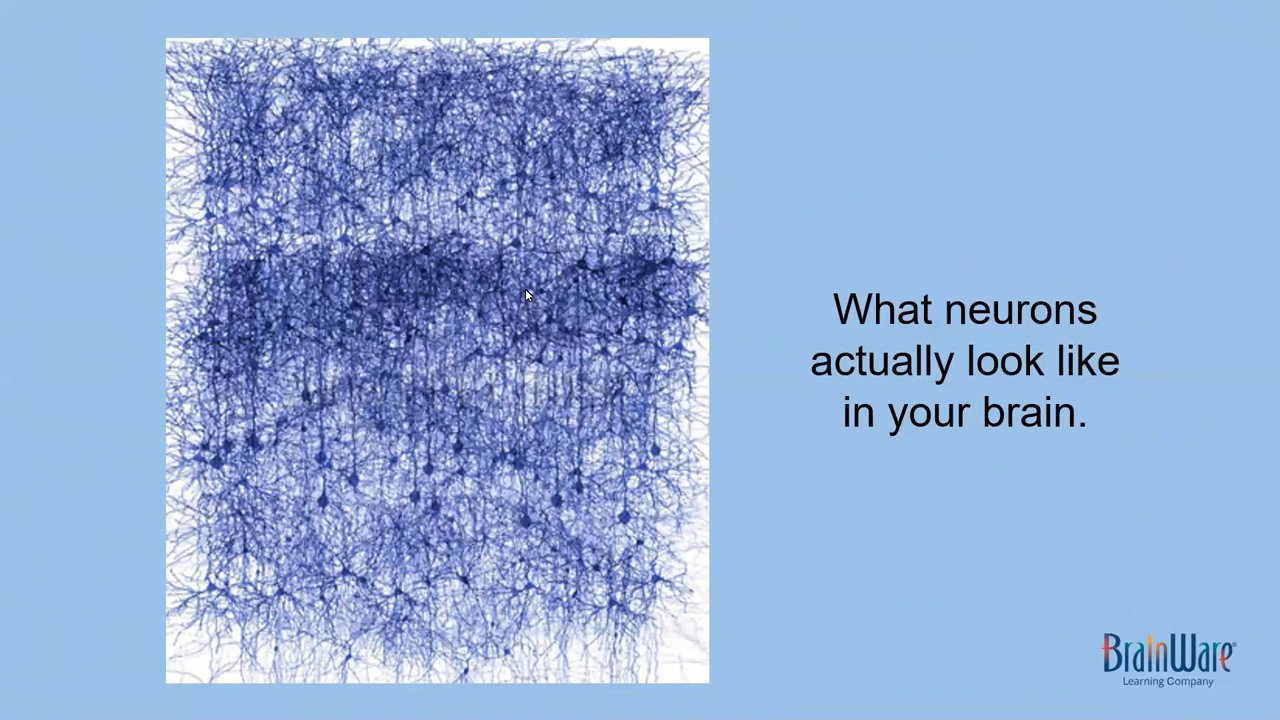 What neurons
actually look like
in your brain.
BrainWare®
Learning Company